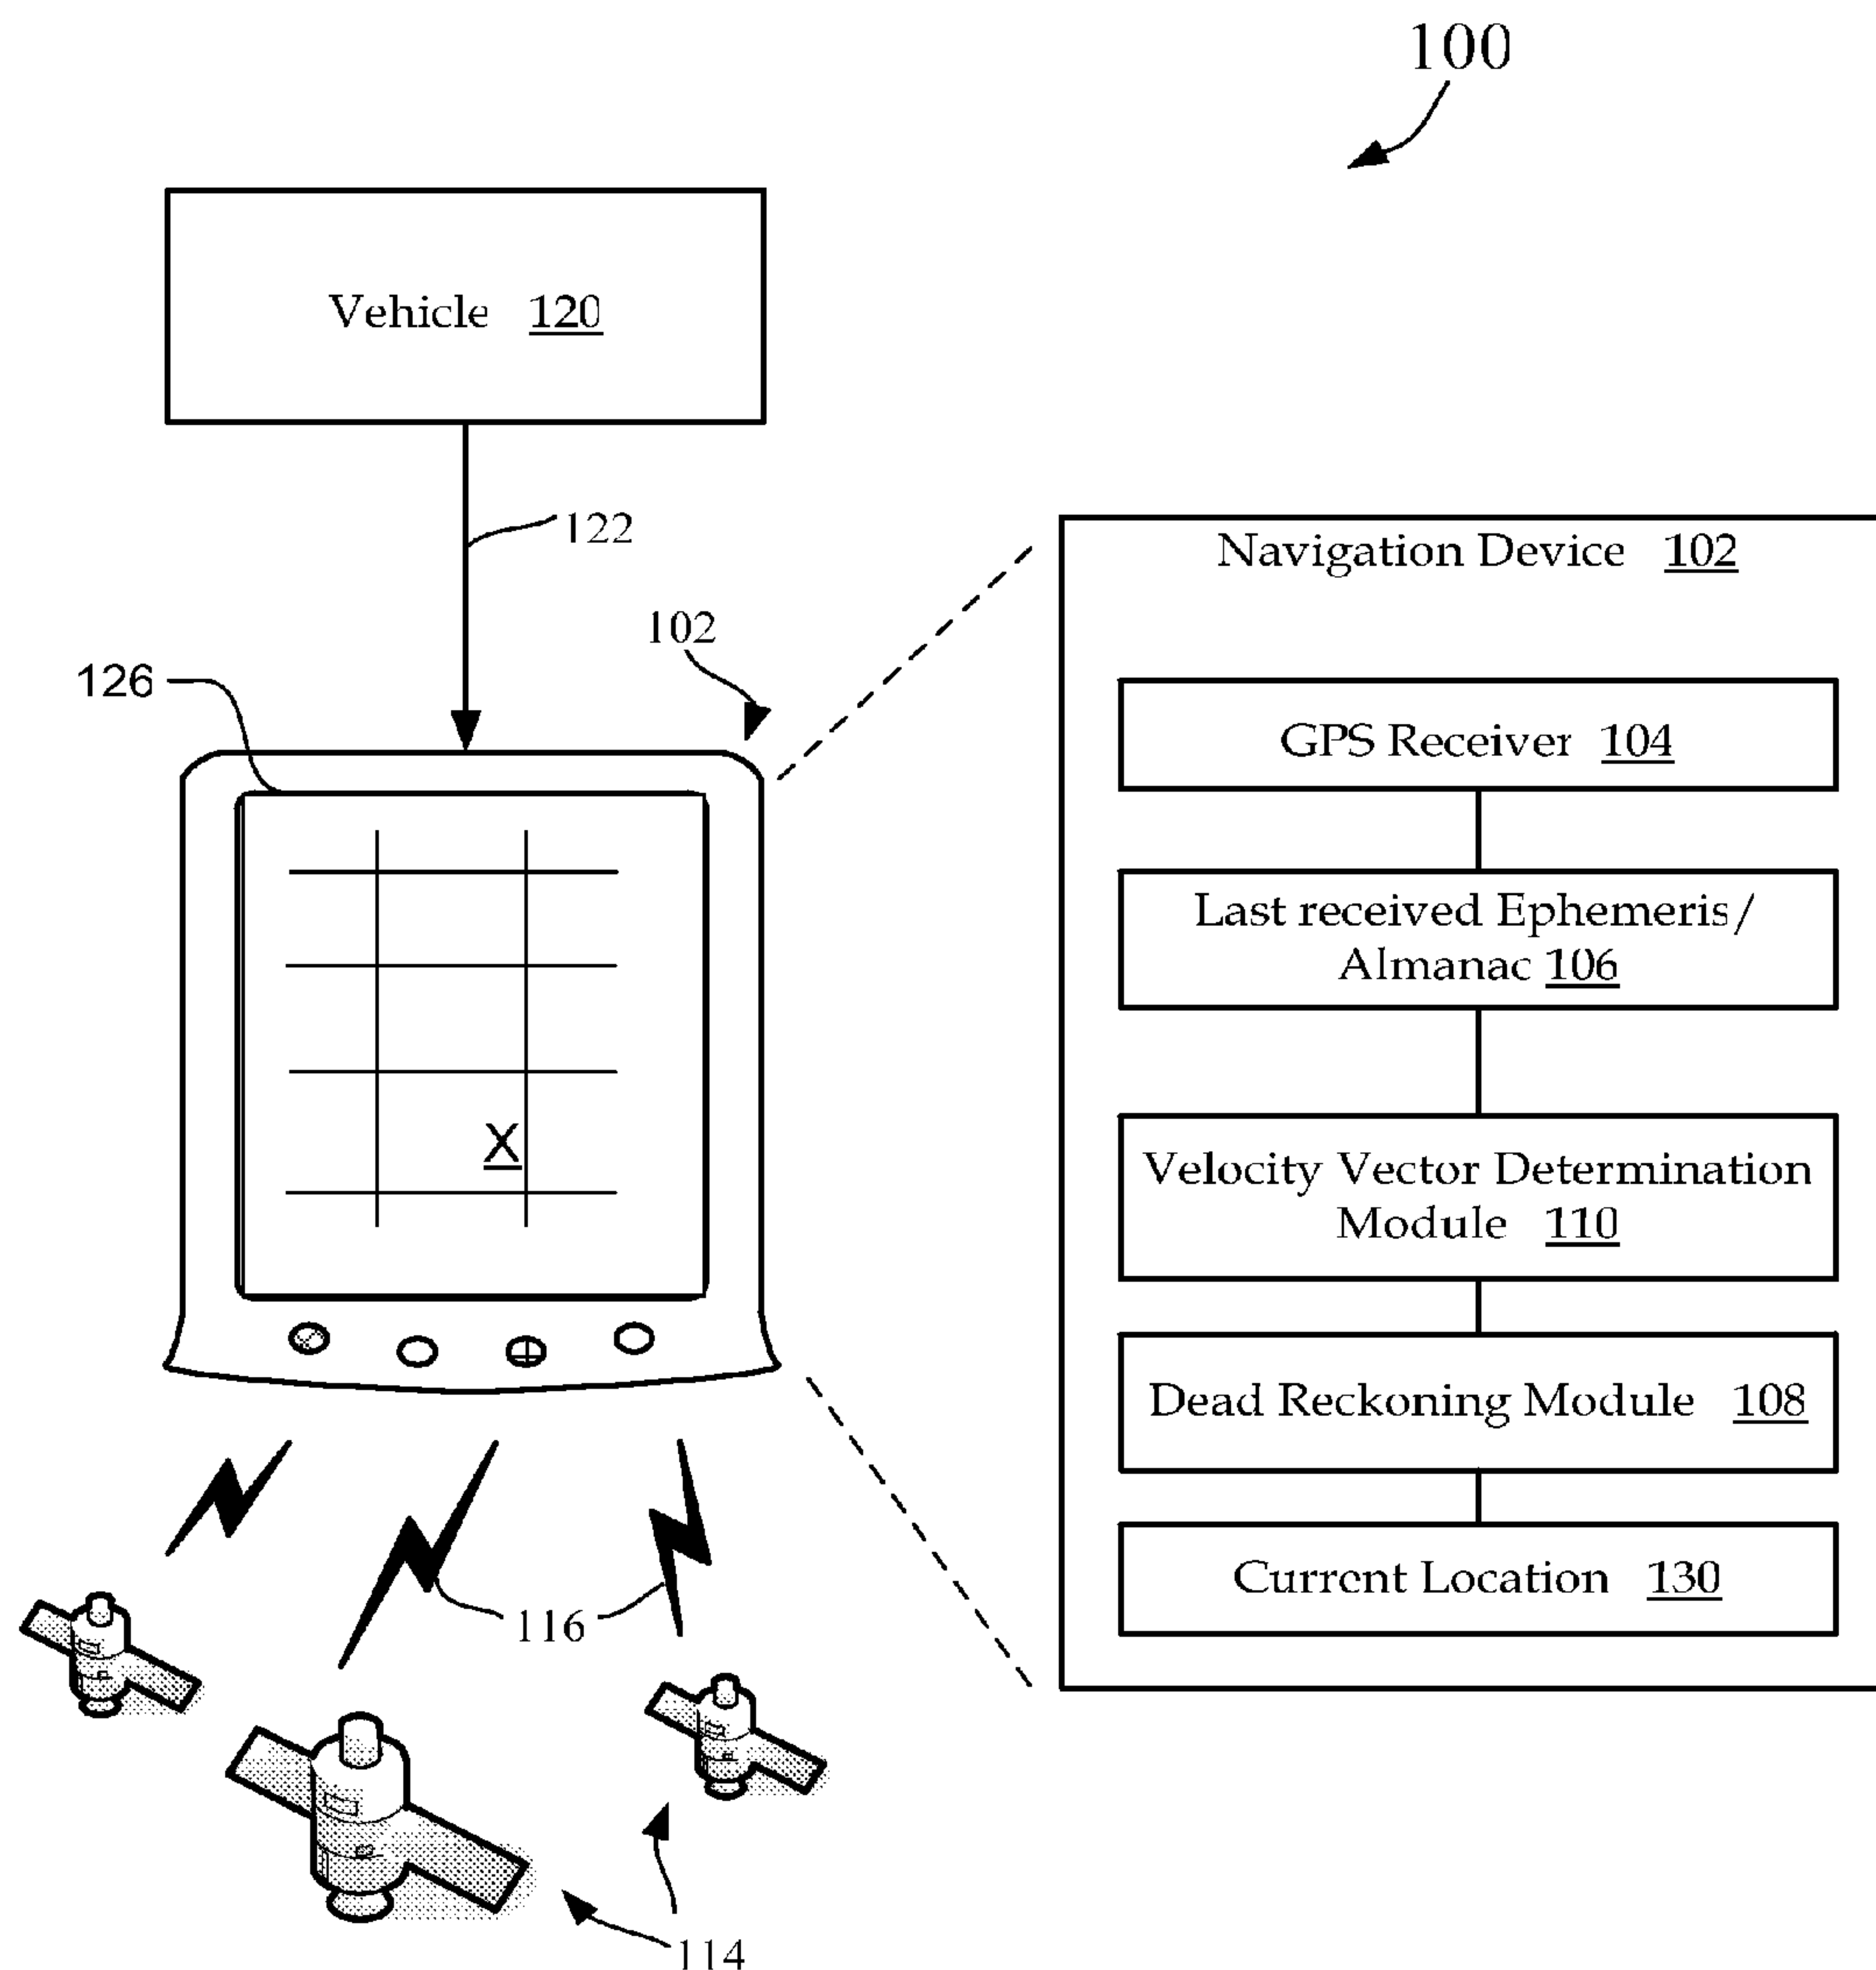 100
Vehicle 120
122
Navigation Device 102
102
126
GPS Receiver 104
Last received Ephemeris/
Almanac 106
X
Velocity Vector Determination
Module 110
Dead Reckoning Module 108
Current Location 130
116
114